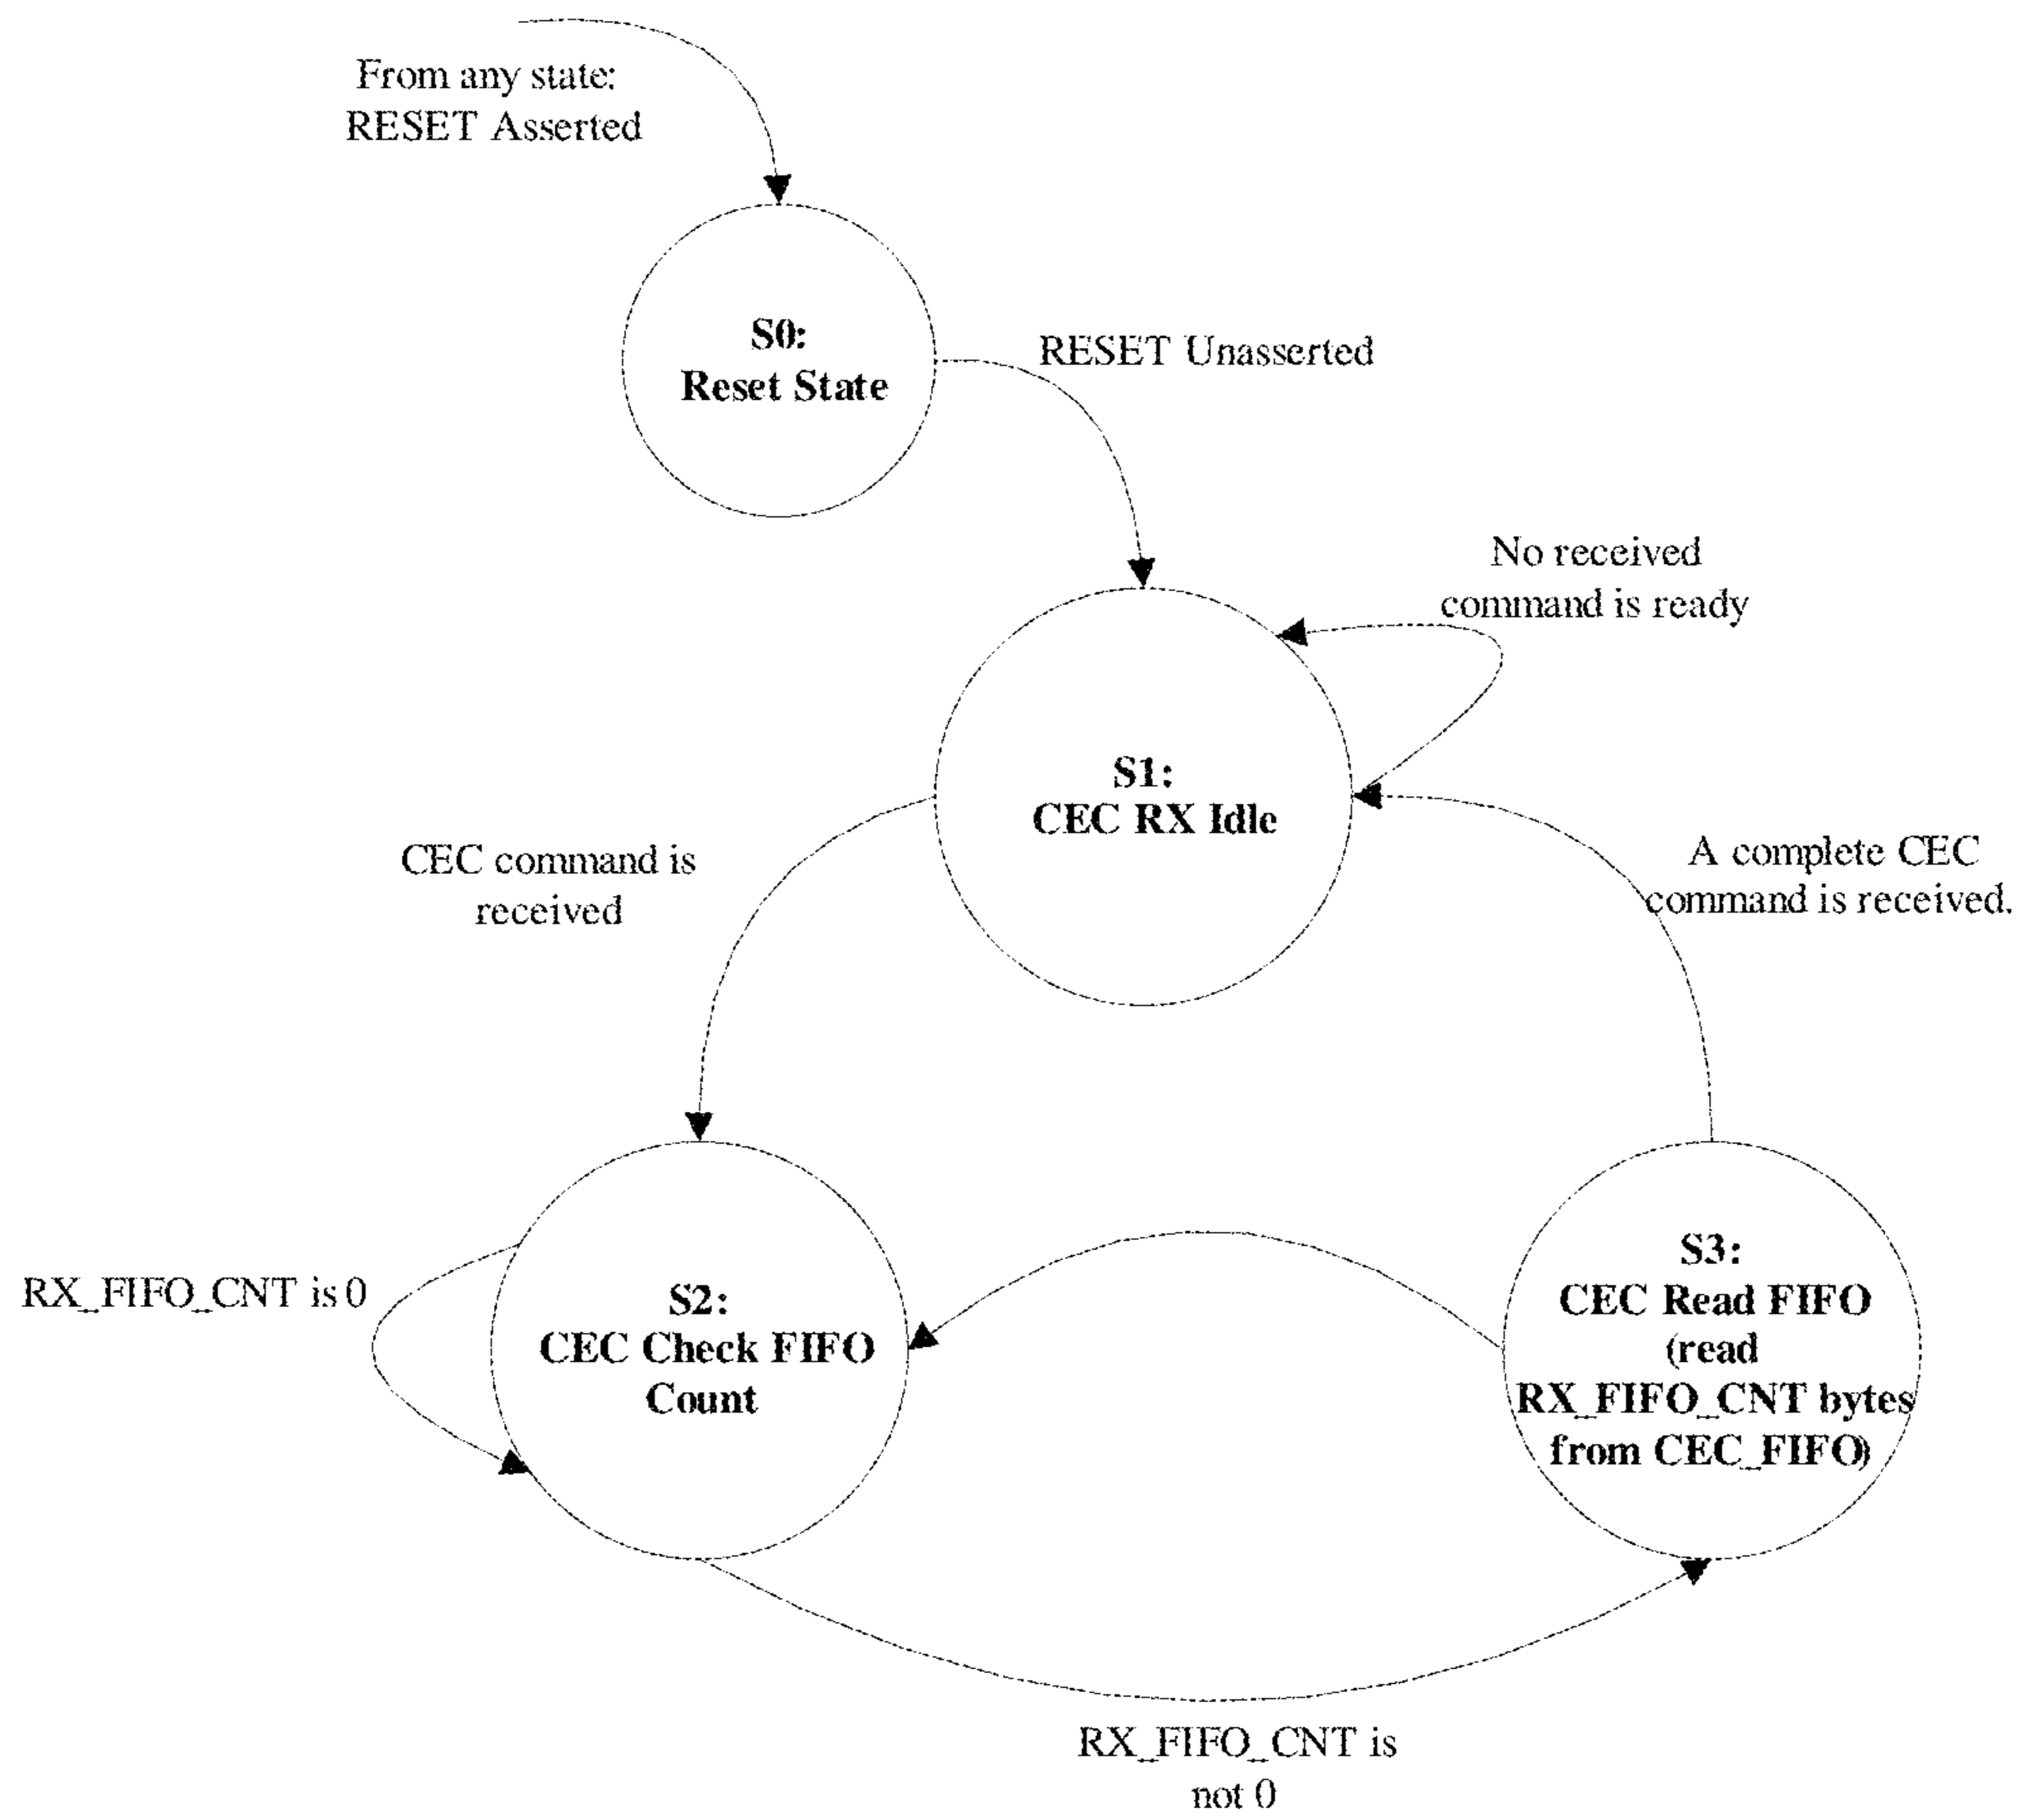 From any state:
RESET Asserted
S0:
Reset State
RESET Unasserted
No received
command is ready
S1:
CEC RX Idle
CEC command is
received
A complete CEC
command is received.
RX_FIFO_CNT is 0
S2:
CEC Check FIFO
Count
S3:
CEC Read FIFO
(read
RX_FIFO_CNT bytes
from CEC_FIFO)
RX_FIFO_CNT is
not 0